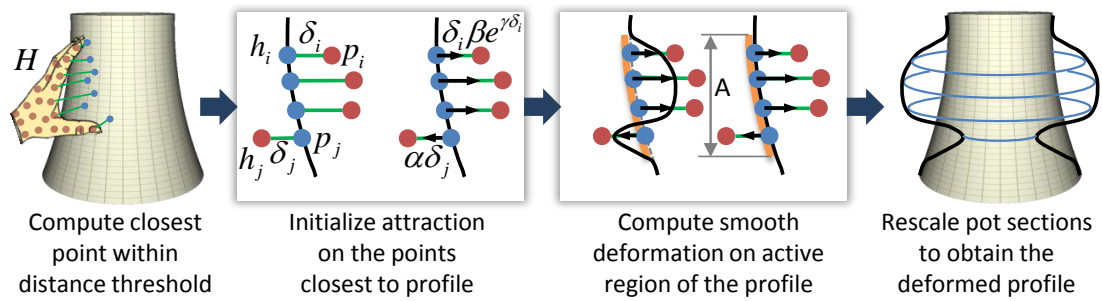 H
h_i δ_i p_i
δ_i βe^{γδ_i}
h_j δ_j p_j
αδ_j
A
Compute closest
point within
distance threshold
Initialize attraction
on the points
closest to profile
Compute smooth
deformation on active
region of the profile
Rescale pot sections
to obtain the
deformed profile